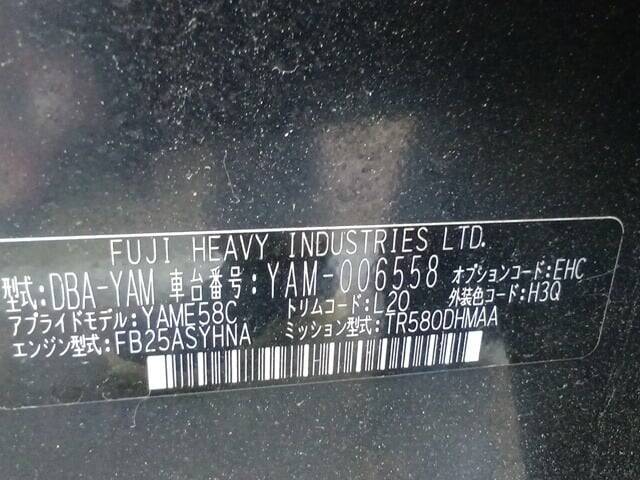 FUJI HEAVY INDUSTRIES LTD.
型式:DBA-YAM 車台番号:YAM-006558 オプションコード:EHC
アプライドモデル:YAME58C トリムコード:L20 外装色コード:H3Q
エンジン型式:FB25ASYHNA ミッション型式:TR580DHMAA